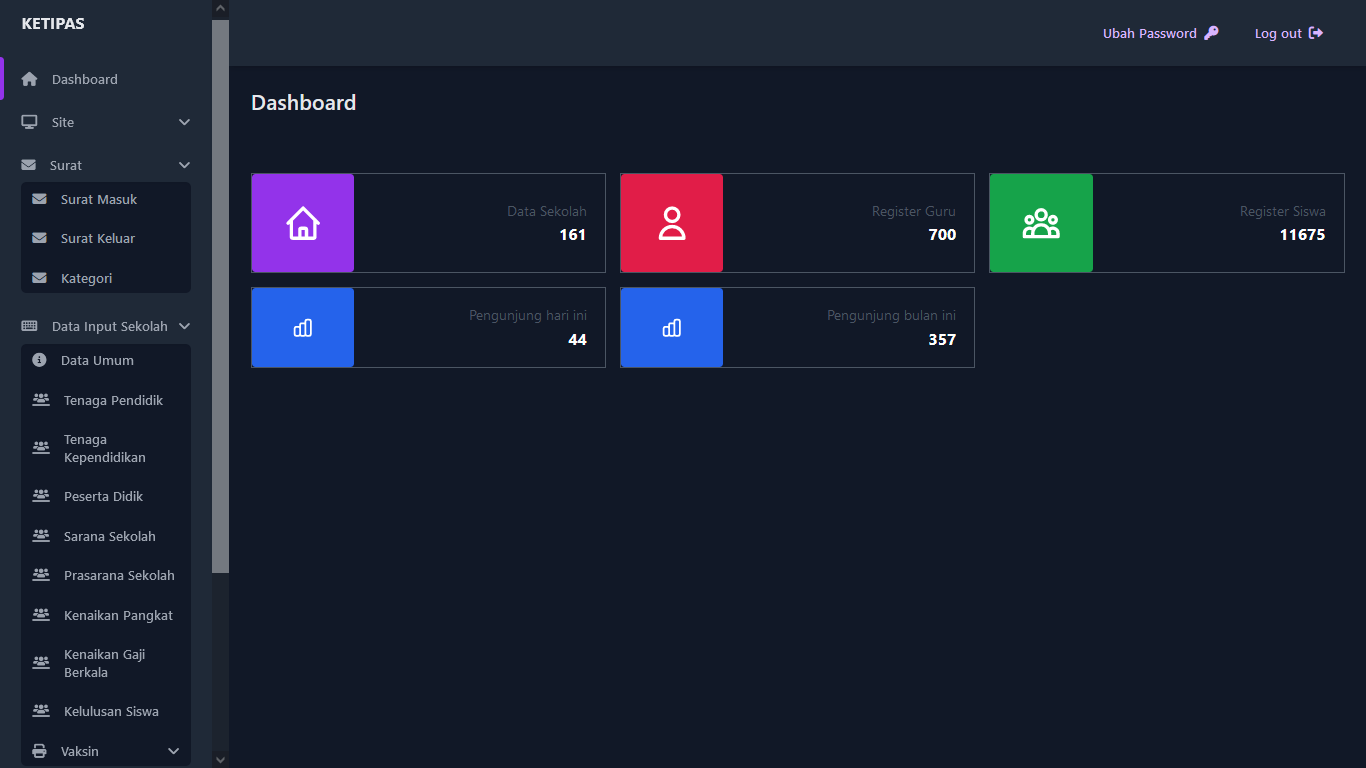 KETIPAS
Dashboard
Site
Surat
Surat Masuk
Surat Keluar
Kategori
Data Input Sekolah
Data Umum
Tenaga Pendidik
Tenaga
Kependidikan
Peserta Didik
Sarana Sekolah
Prasarana Sekolah
Kenaikan Pangkat
Kenaikan Gaji
Berkala
Kelulusan Siswa
Vaksin
Ubah Password
Log out
Dashboard
Data Sekolah
161
Register Guru
700
Register Siswa
11675
Pengunjung hari ini
44
Pengunjung bulan ini
357